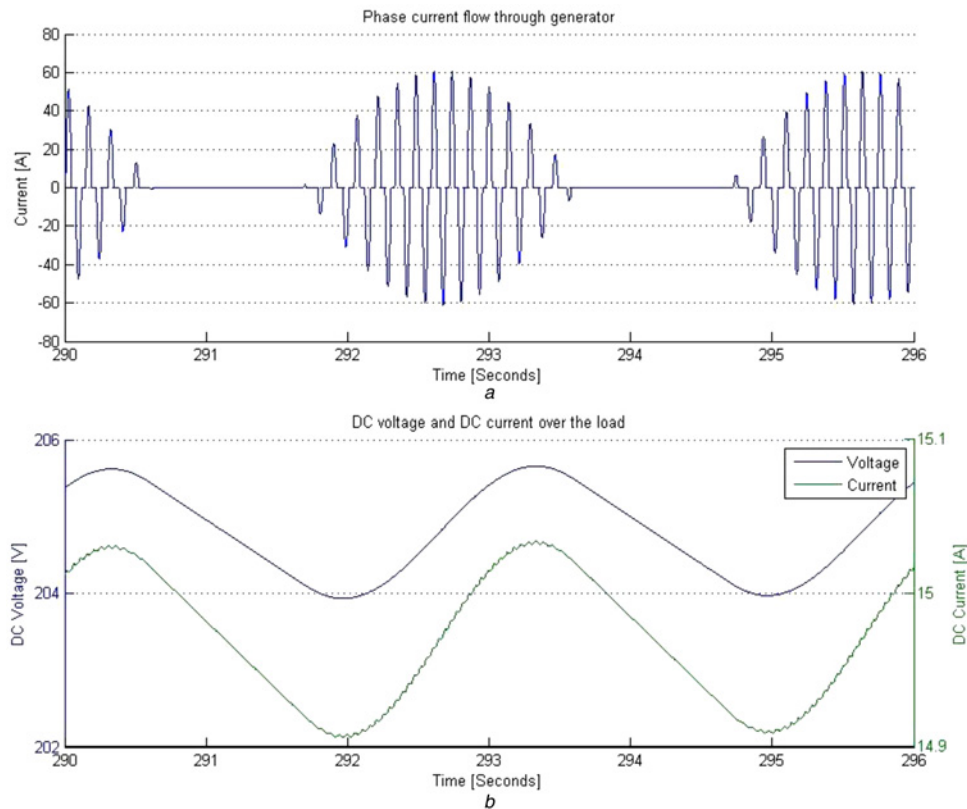 Phase current flow through generator
80
60
40
20
0
-20
-40
-60
-80
Current [A]
290 291 292 293 294 295 296
Time [Seconds]
a
DC voltage and DC current over the load
206
204
202
DC Voltage [V]
15.1
15
14.9
DC Current [A]
Voltage
Current
290 291 292 293 294 295 296
Time [Seconds]
b